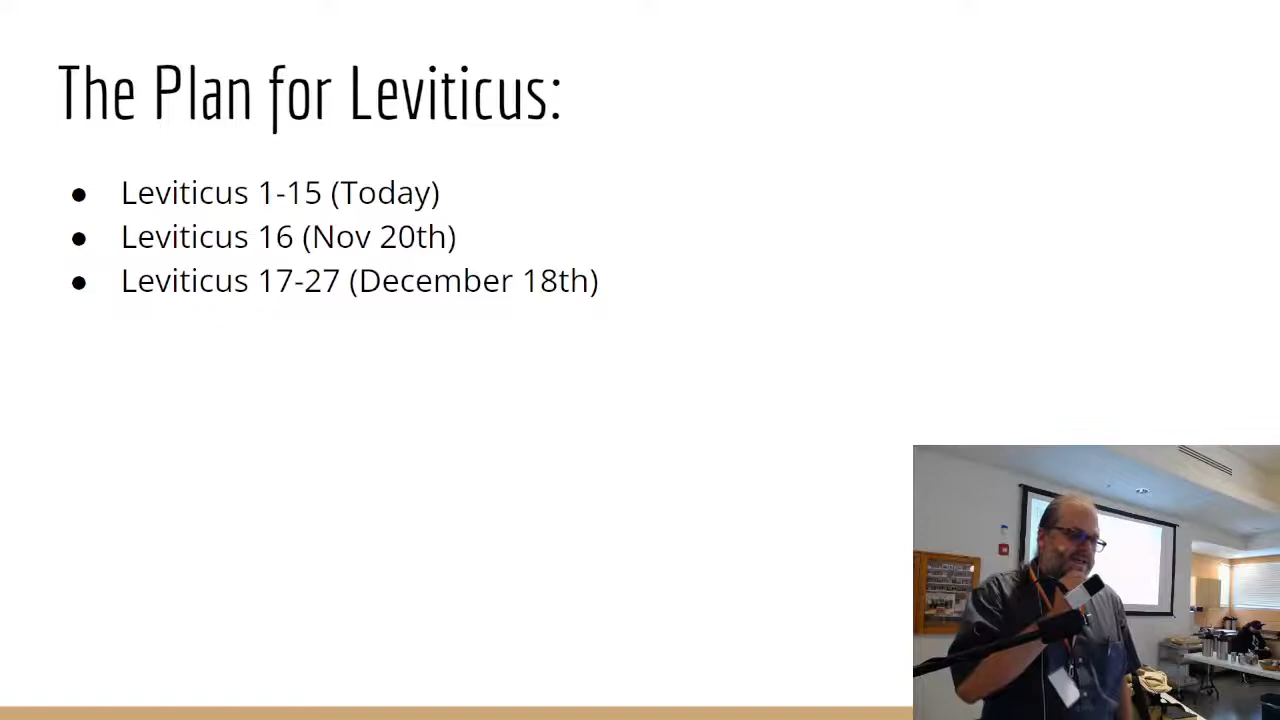 The Plan for Leviticus:
● Leviticus 1-15 (Today)
● Leviticus 16 (Nov 20th)
● Leviticus 17-27 (December 18th)